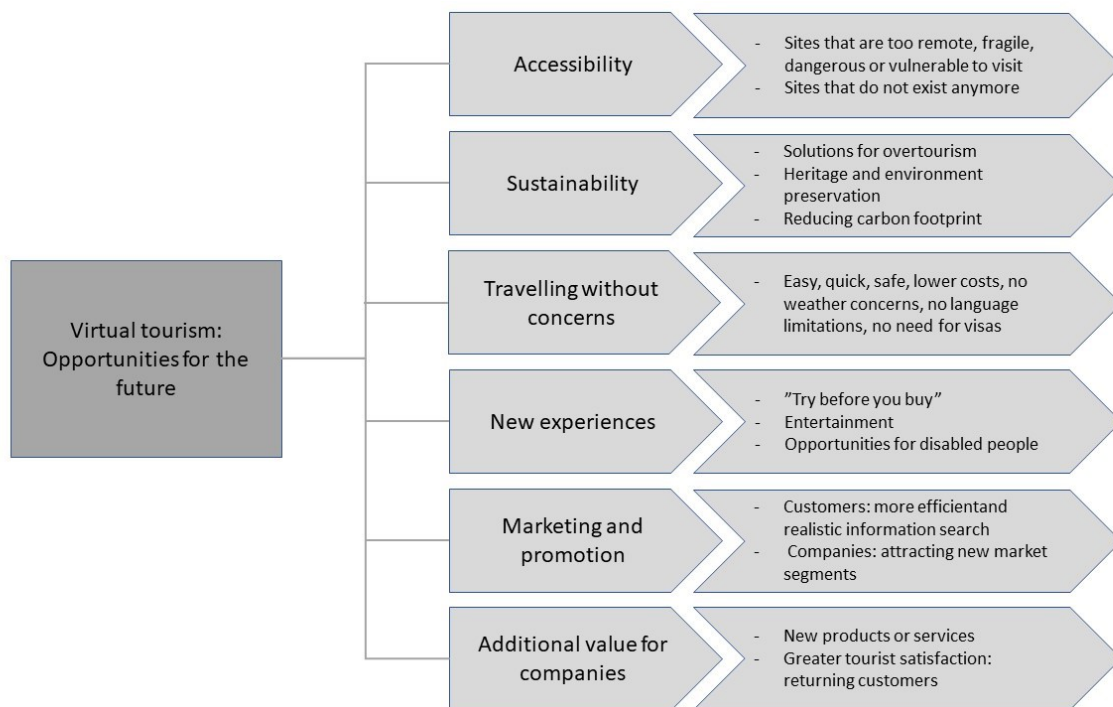 Virtual tourism:
Opportunities for the
future
Accessibility
- Sites that are too remote, fragile,
dangerous or vulnerable to visit
- Sites that do not exist anymore
Sustainability
- Solutions for overtourism
- Heritage and environment
preservation
- Reducing carbon footprint
Travelling without
concerns
- Easy, quick, safe, lower costs, no
weather concerns, no language
limitations, no need for visas
New experiences
- ”Try before you buy”
- Entertainment
- Opportunities for disabled people
Marketing and
promotion
- Customers: more efficientand
realistic information search
- Companies: attracting new market
segments
Additional value for
companies
- New products or services
- Greater tourist satisfaction:
returning customers